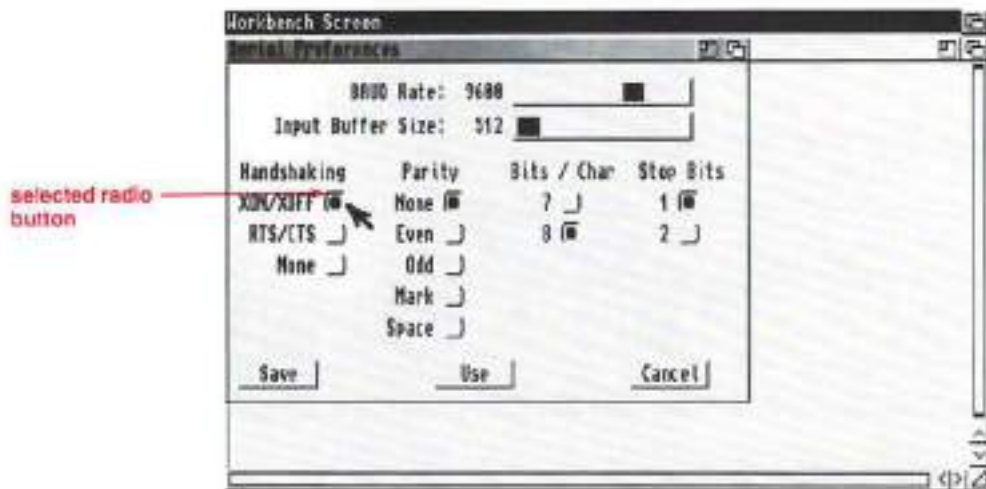 Workbench Screen
Serial Preferences
BAUD Rate: 9600
Input Buffer Size: 512
Handshaking Parity Bits / Char Stop Bits
selected radio button
XON/XOFF None 7 1
RTS/CTS Even 8 2
None Odd
Mark
Space
Save Use Cancel